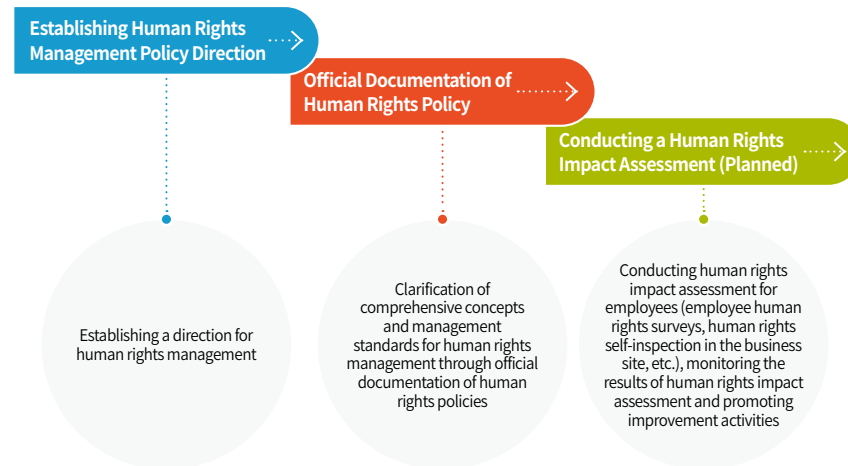 Establishing Human Rights
Management Policy Direction
Official Documentation of
Human Rights Policy
Conducting a Human Rights
Impact Assessment (Planned)
Establishing a direction for
human rights management
Clarification of
comprehensive concepts
and management
standards for human rights
management through official
documentation of human
rights policies
Conducting human rights
impact assessment for
employees (employee human
rights surveys, human rights
self-inspection in the business
site, etc.), monitoring the
results of human rights impact
assessment and promoting
improvement activities